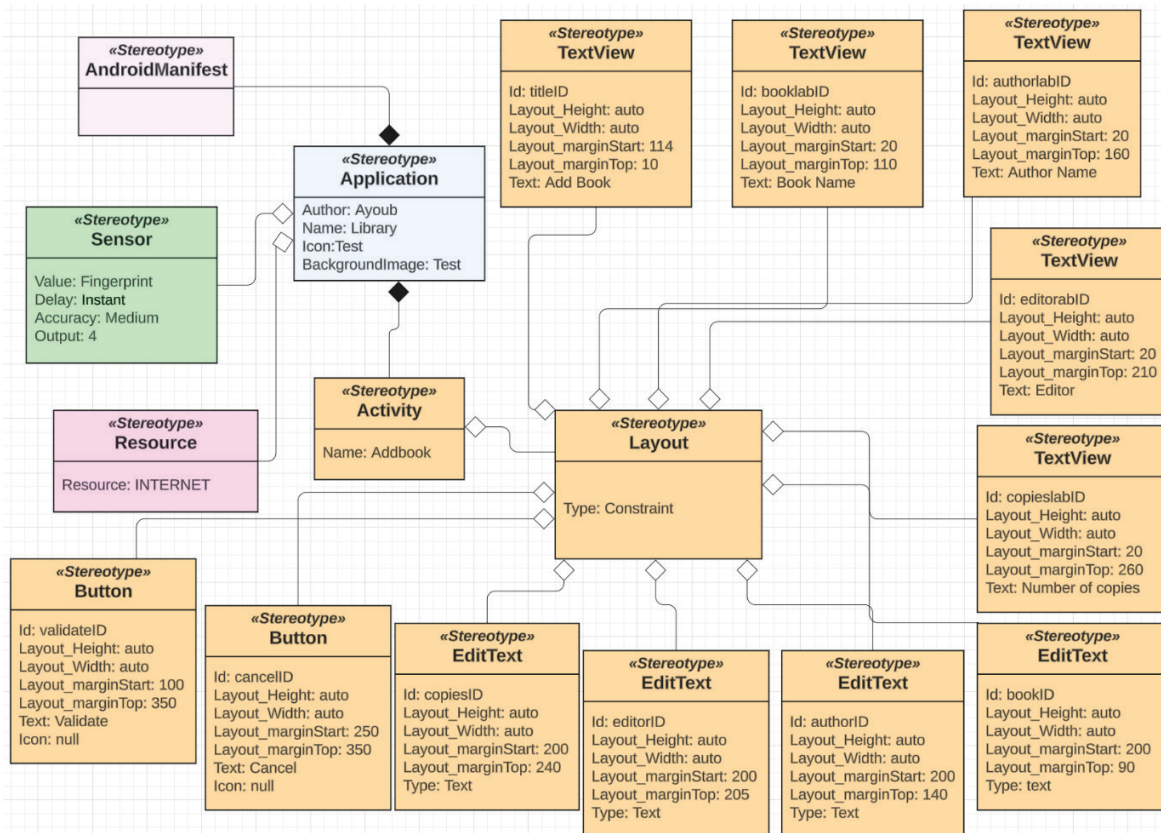 «Stereotype»
AndroidManifest
«Stereotype»
Application
Author: Ayoub
Name: Library
Icon:Test
BackgroundImage: Test
«Stereotype»
Sensor
Value: Fingerprint
Delay: Instant
Accuracy: Medium
Output: 4
«Stereotype»
Resource
Resource: INTERNET
«Stereotype»
Activity
Name: Addbook
«Stereotype»
Layout
Type: Constraint
«Stereotype»
TextView
Id: titleID
Layout_Height: auto
Layout_Width: auto
Layout_marginStart: 114
Layout_marginTop: 10
Text: Add Book
«Stereotype»
TextView
Id: booklabID
Layout_Height: auto
Layout_Width: auto
Layout_marginStart: 20
Layout_marginTop: 110
Text: Book Name
«Stereotype»
TextView
Id: authorlabID
Layout_Height: auto
Layout_Width: auto
Layout_marginStart: 20
Layout_marginTop: 160
Text: Author Name
«Stereotype»
TextView
Id: editorabID
Layout_Height: auto
Layout_Width: auto
Layout_marginStart: 20
Layout_marginTop: 210
Text: Editor
«Stereotype»
TextView
Id: copieslabID
Layout_Height: auto
Layout_Width: auto
Layout_marginStart: 20
Layout_marginTop: 260
Text: Number of copies
«Stereotype»
Button
Id: validateID
Layout_Height: auto
Layout_Width: auto
Layout_marginStart: 100
Layout_marginTop: 350
Text: Validate
Icon: null
«Stereotype»
Button
Id: cancelID
Layout_Height: auto
Layout_Width: auto
Layout_marginStart: 250
Layout_marginTop: 350
Text: Cancel
Icon: null
«Stereotype»
EditText
Id: copiesID
Layout_Height: auto
Layout_Width: auto
Layout_marginStart: 200
Layout_marginTop: 240
Type: Text
«Stereotype»
EditText
Id: editorID
Layout_Height: auto
Layout_Width: auto
Layout_marginStart: 200
Layout_marginTop: 205
Type: Text
«Stereotype»
EditText
Id: authorID
Layout_Height: auto
Layout_Width: auto
Layout_marginStart: 200
Layout_marginTop: 140
Type: Text
«Stereotype»
EditText
Id: bookID
Layout_Height: auto
Layout_Width: auto
Layout_marginStart: 200
Layout_marginTop: 90
Type: text